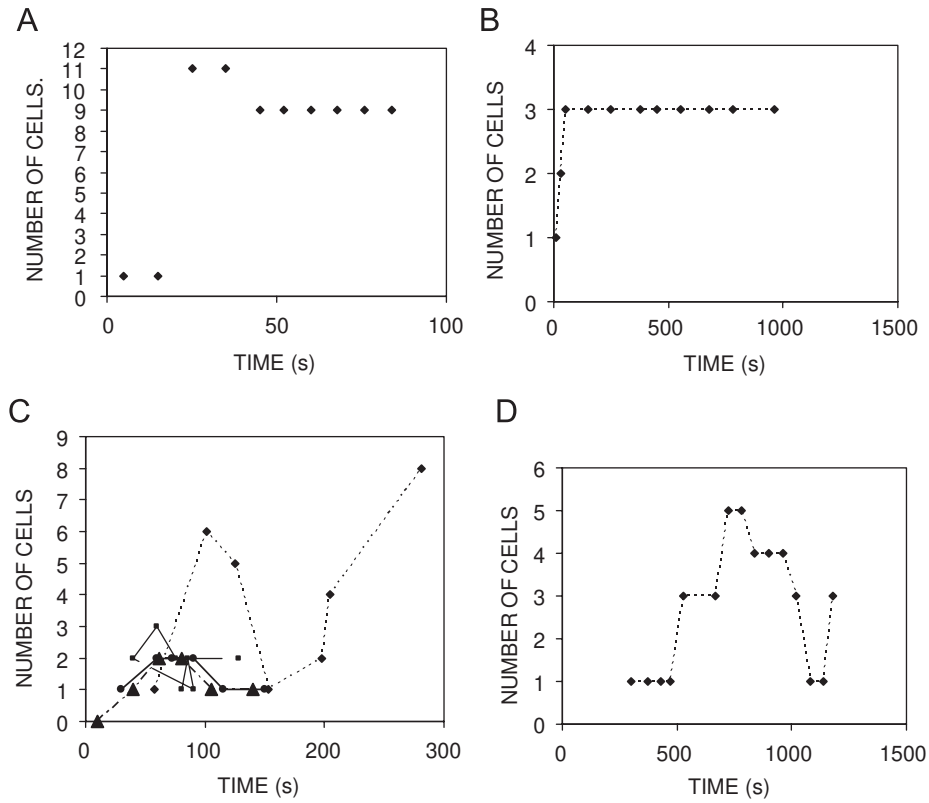 A
NUMBER OF CELLS.
12
11
10
9
8
7
6
5
4
3
2
1
0
0 50 100
TIME (s)
B
NUMBER OF CELLS
4
3
2
1
0
0 500 1000 1500
TIME (s)
C
NUMBER OF CELLS
9
8
7
6
5
4
3
2
1
0
0 100 200 300
TIME (s)
D
NUMBER OF CELLS
6
5
4
3
2
1
0
0 500 1000 1500
TIME (s)